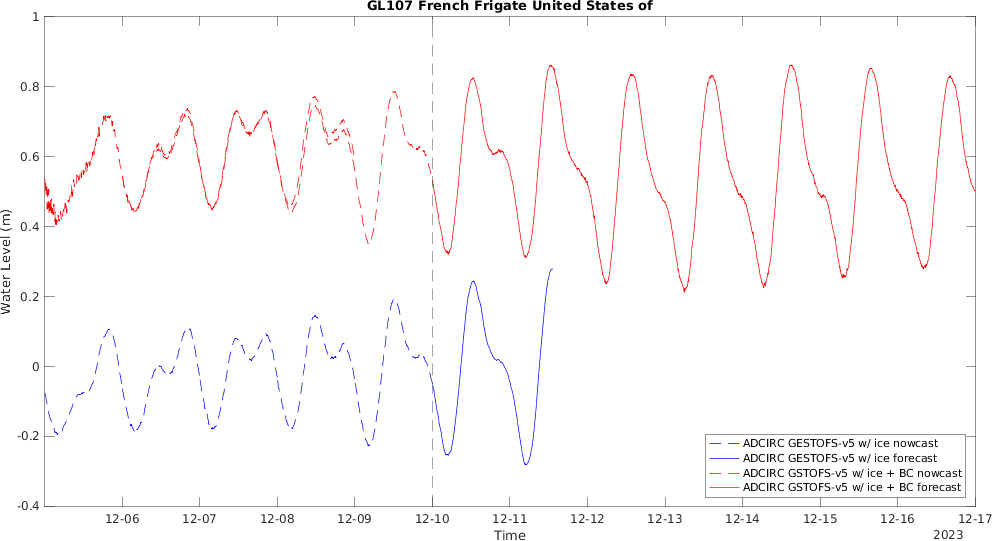 GL107 French Frigate United States of
1
0.8
0.6
0.4
0.2
0
-0.2
-0.4
Water Level (m)
ADCIRC GESTOFS-v5 w/ ice nowcast
ADCIRC GESTOFS-v5 w/ ice forecast
ADCIRC GSTOFS-v5 w/ ice + BC nowcast
ADCIRC GSTOFS-v5 w/ ice + BC forecast
12-06 12-07 12-08 12-09 12-10 12-11 12-12 12-13 12-14 12-15 12-16 12-17
Time
2023